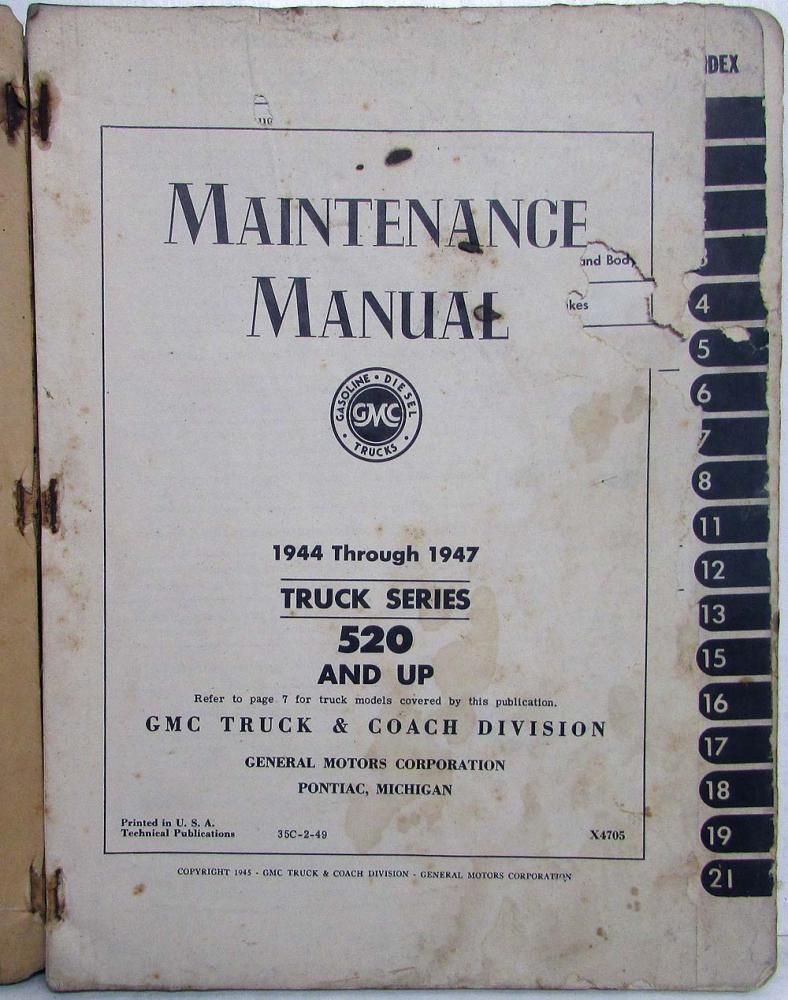 INDEX
MAINTENANCE
MANUAL
and Body
kes
GASOLINE • DIESEL
GMC
TRUCKS
1944 Through 1947
TRUCK SERIES
520
AND UP
Refer to page 7 for truck models covered by this publication.
GMC TRUCK & COACH DIVISION
GENERAL MOTORS CORPORATION
PONTIAC, MICHIGAN
Printed in U. S. A.
Technical Publications 35C-2-49 X4705
COPYRIGHT 1945 - GMC TRUCK & COACH DIVISION - GENERAL MOTORS CORPORATION
3
4
5
6
7
8
11
12
13
15
16
17
18
19
21